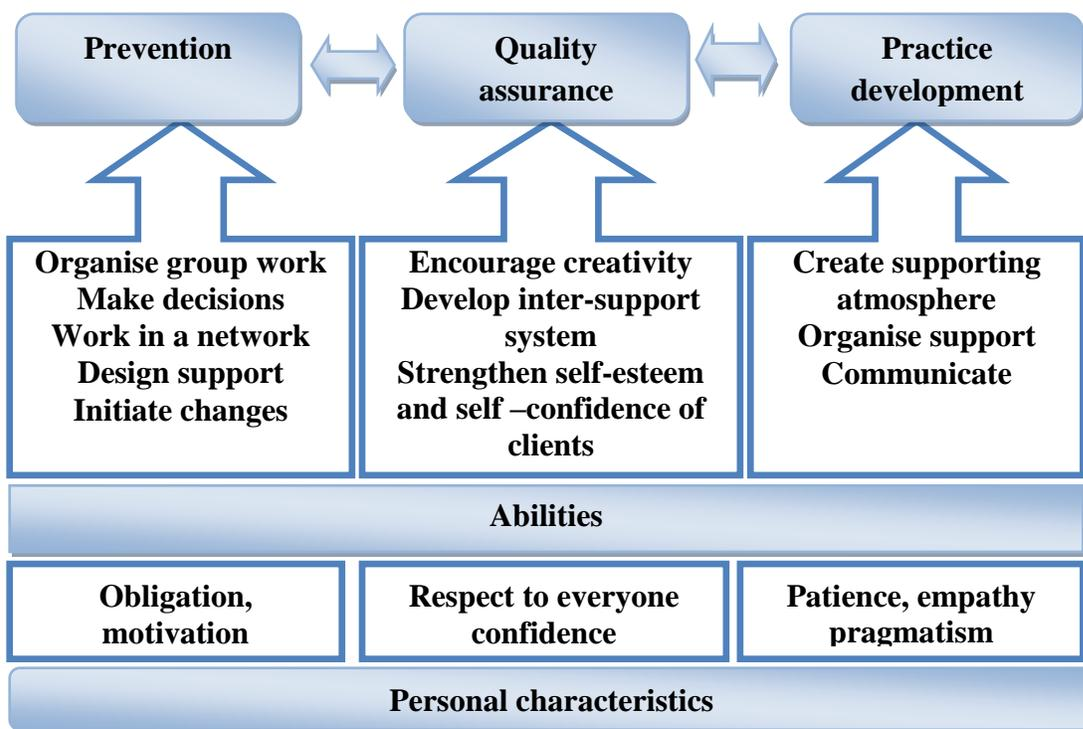 Prevention
Quality
assurance
Practice
development
Organise group work
Make decisions
Work in a network
Design support
Initiate changes
Encourage creativity
Develop inter-support
system
Strengthen self-esteem
and self –confidence of
clients
Create supporting
atmosphere
Organise support
Communicate
Abilities
Obligation,
motivation
Respect to everyone
confidence
Patience, empathy
pragmatism
Personal characteristics